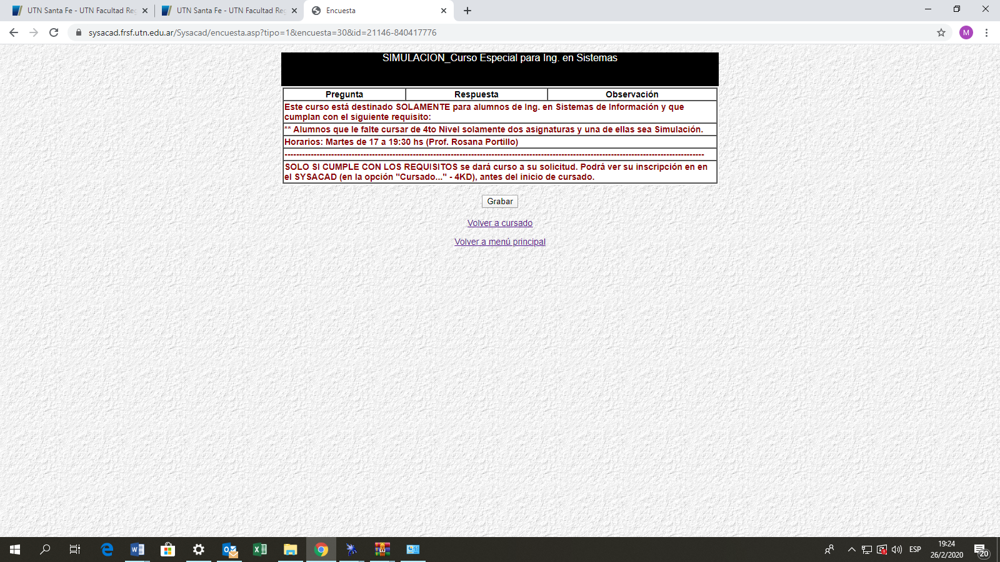 UTN Santa Fe - UTN Facultad Reg
UTN Santa Fe - UTN Facultad Reg
Encuesta
sysacad.frsf.utn.edu.ar/Sysacad/encuesta.asp?tipo=1&encuesta=30&id=21146-840417776
M
SIMULACION_Curso Especial para Ing. en Sistemas
Pregunta Respuesta Observación
Este curso está destinado SOLAMENTE para alumnos de Ing. en Sistemas de Información y que
cumplan con el siguiente requisito:
** Alumnos que le falte cursar de 4to Nivel solamente dos asignaturas y una de ellas sea Simulación.
Horarios: Martes de 17 a 19:30 hs (Prof. Rosana Portillo)
------------------------------------------------------------------------------------------------------------------------------------------------
SOLO SI CUMPLE CON LOS REQUISITOS se dará curso a su solicitud. Podrá ver su inscripción en en
el SYSACAD (en la opción "Cursado..." - 4KD), antes del inicio de cursado.
Grabar
Volver a cursado
Volver a menú principal
ESP
19:24
26/2/2020
20